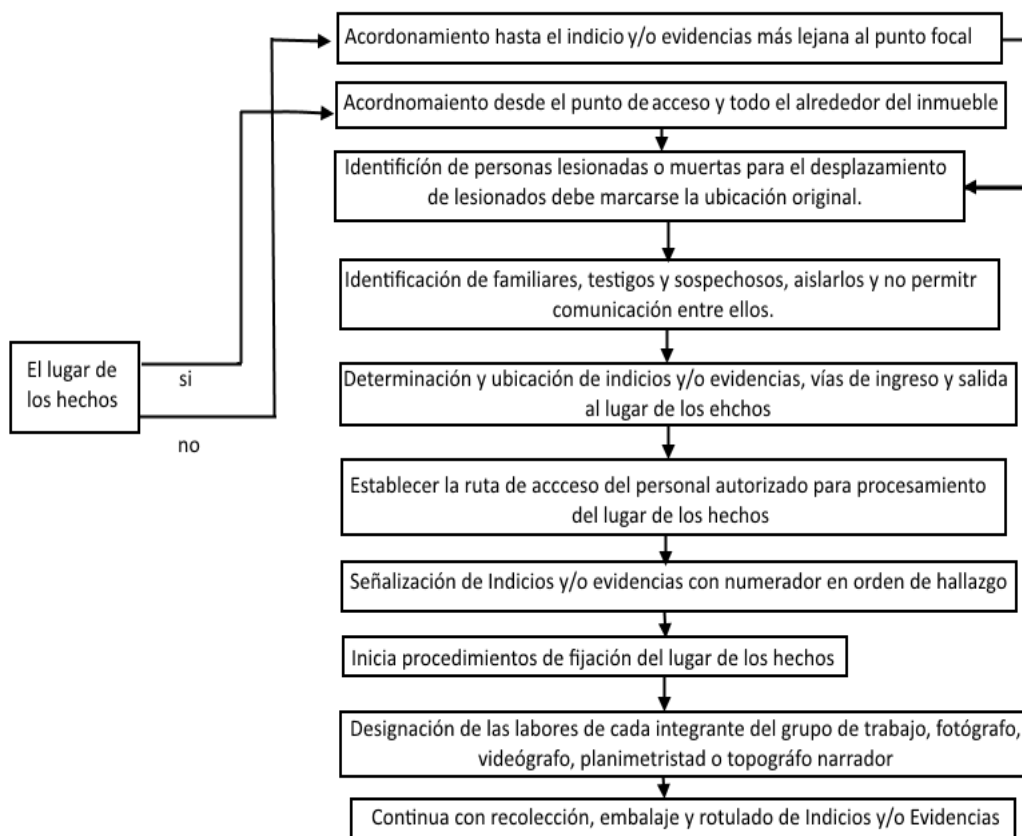 Acordonamiento hasta el indicio y/o evidencias más lejana al punto focal
Acordnomaiento desde el punto de acceso y todo el alrededor del inmueble
Identificíón de personas lesionadas o muertas para el desplazamiento
de lesionados debe marcarse la ubicación original.
Identificación de familiares, testigos y sospechosos, aislarlos y no permitr
comunicación entre ellos.
El lugar de
los hechos
si
no
Determinación y ubicación de indicios y/o evidencias, vías de ingreso y salida
al lugar de los ehchos
Establecer la ruta de accceso del personal autorizado para procesamiento
del lugar de los hechos
Señalización de Indicios y/o evidencias con numerador en orden de hallazgo
Inicia procedimientos de fijación del lugar de los hechos
Designación de las labores de cada integrante del grupo de trabajo, fotógrafo,
videógrafo, planimetristad o topográfo narrador
Continua con recolección, embalaje y rotulado de Indicios y/o Evidencias